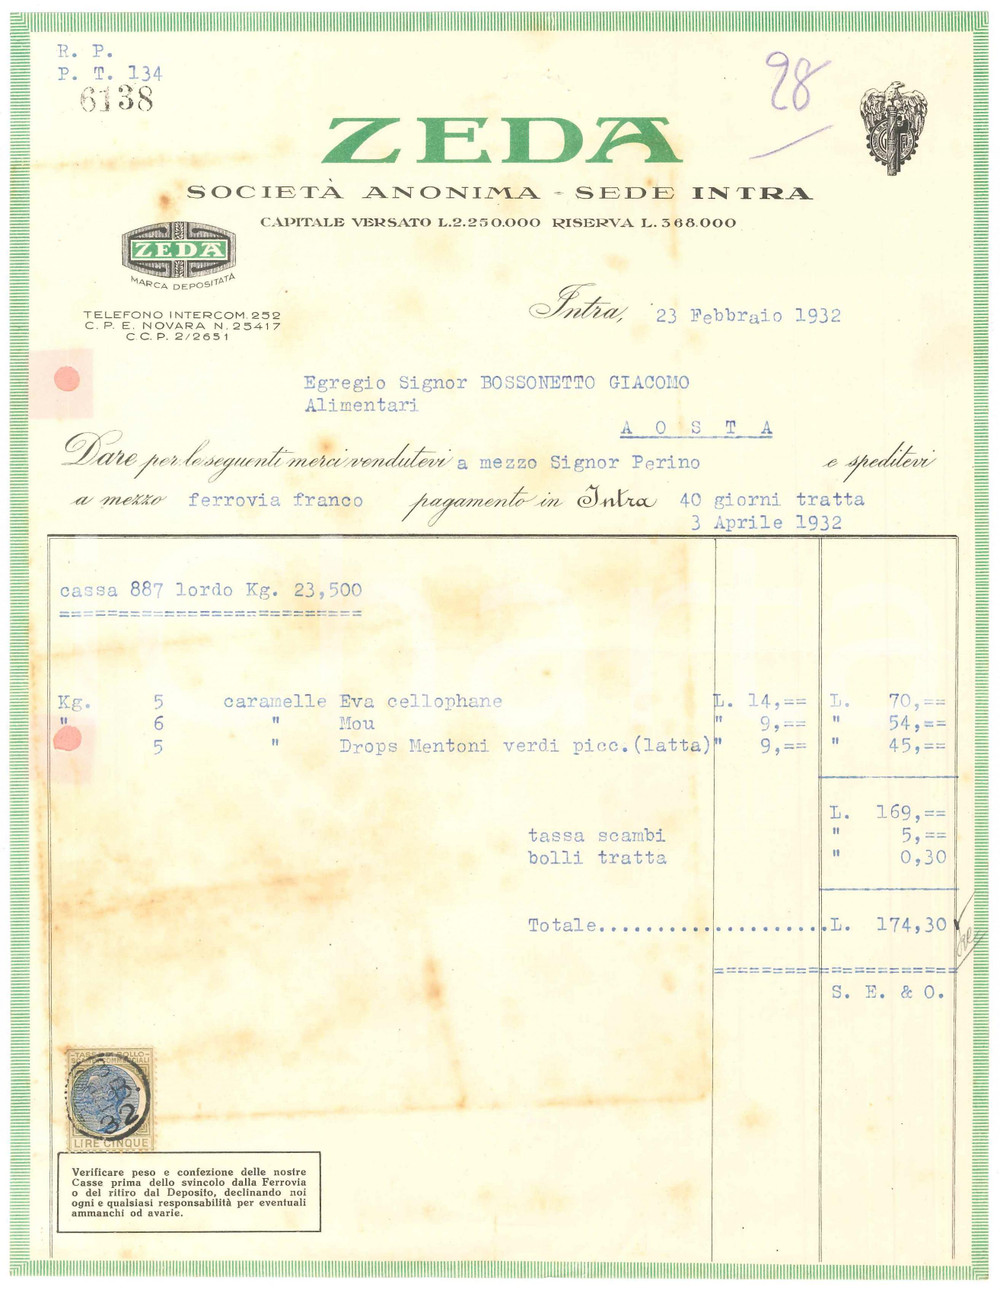 R. P.
P. T. 134
6138
98
ZEDA
SOCIETÀ ANONIMA - SEDE INTRA
CAPITALE VERSATO L.2.250.000 RISERVA L.368.000
ZEDA
MARCA DEPOSITATA
TELEFONO INTERCOM. 252
C. P. E. NOVARA N. 25417
C.C.P. 2/2651
Intra, 23 Febbraio 1932
Egregio Signor BOSSONETTO GIACOMO
Alimentari
A O S T A
Dare per le seguenti merci vendutevi a mezzo Signor Perino e speditevi
a mezzo ferrovia franco pagamento in Intra 40 giorni tratta
3 Aprile 1932
cassa 887 lordo Kg. 23,500
==========================
Kg. 5 caramelle Eva cellophane L. 14,== L. 70,==
" 6 " Mou " 9,== " 54,==
5 " Drops Mentoni verdi picc.(latta) " 9,== " 45,==
L. 169,==
tassa scambi " 5,==
bolli tratta " 0,30
Totale....................L. 174,30
=====================
S. E. & O.
LIRE CINQUE
Verificare peso e confezione delle nostre
Casse prima dello svincolo dalla Ferrovia
o del ritiro dal Deposito, declinando noi
ogni e qualsiasi responsabilità per eventuali
ammanchi od avarie.